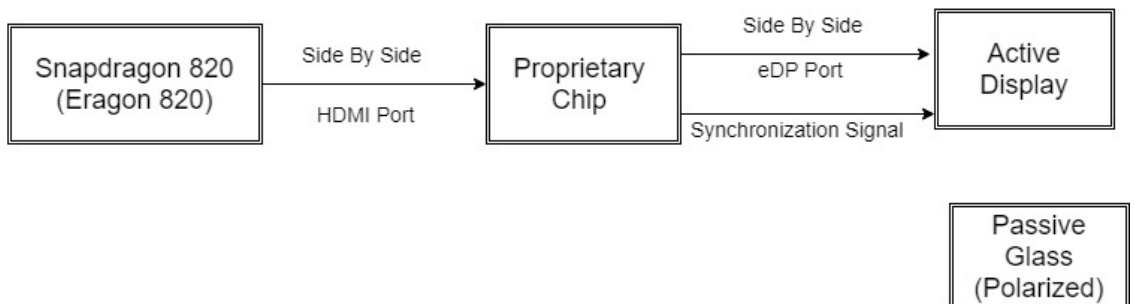 Snapdragon 820
(Eragon 820)
Side By Side
HDMI Port
Proprietary
Chip
Side By Side
eDP Port
Synchronization Signal
Active
Display
Passive
Glass
(Polarized)